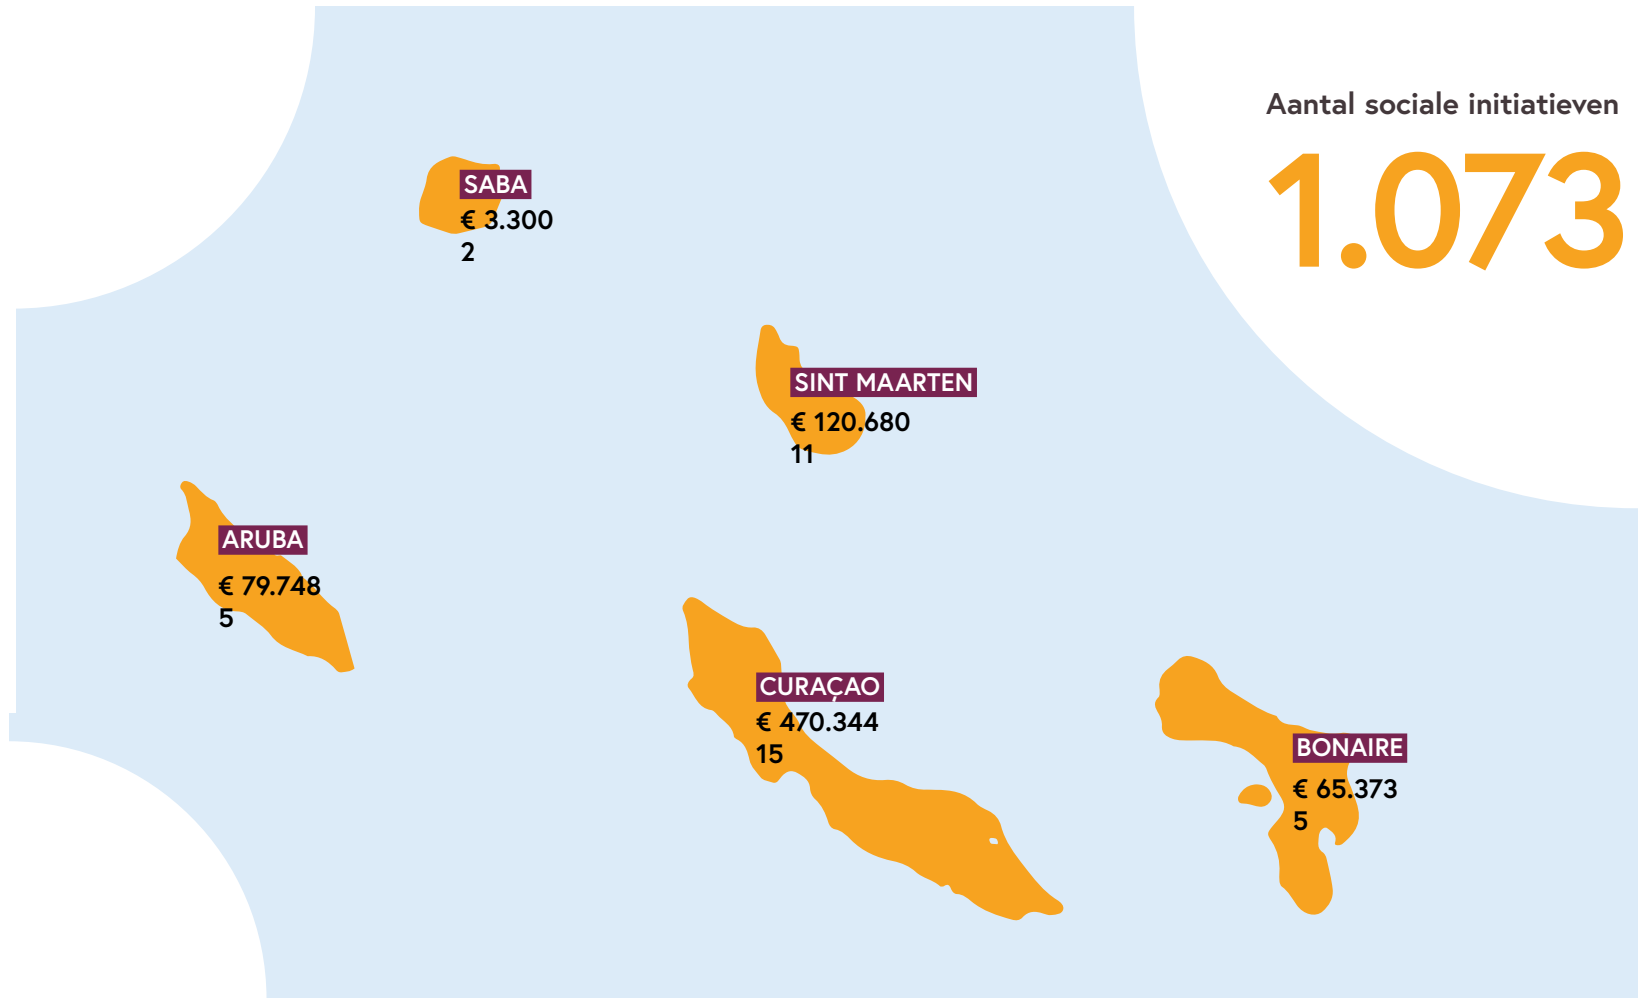 Aantal sociale initiatieven
1.073
SABA
€ 3.300
2
SINT MAARTEN
€ 120.680
11
ARUBA
€ 79.748
5
CURAÇAO
€ 470.344
15
BONAIRE
€ 65.373
5